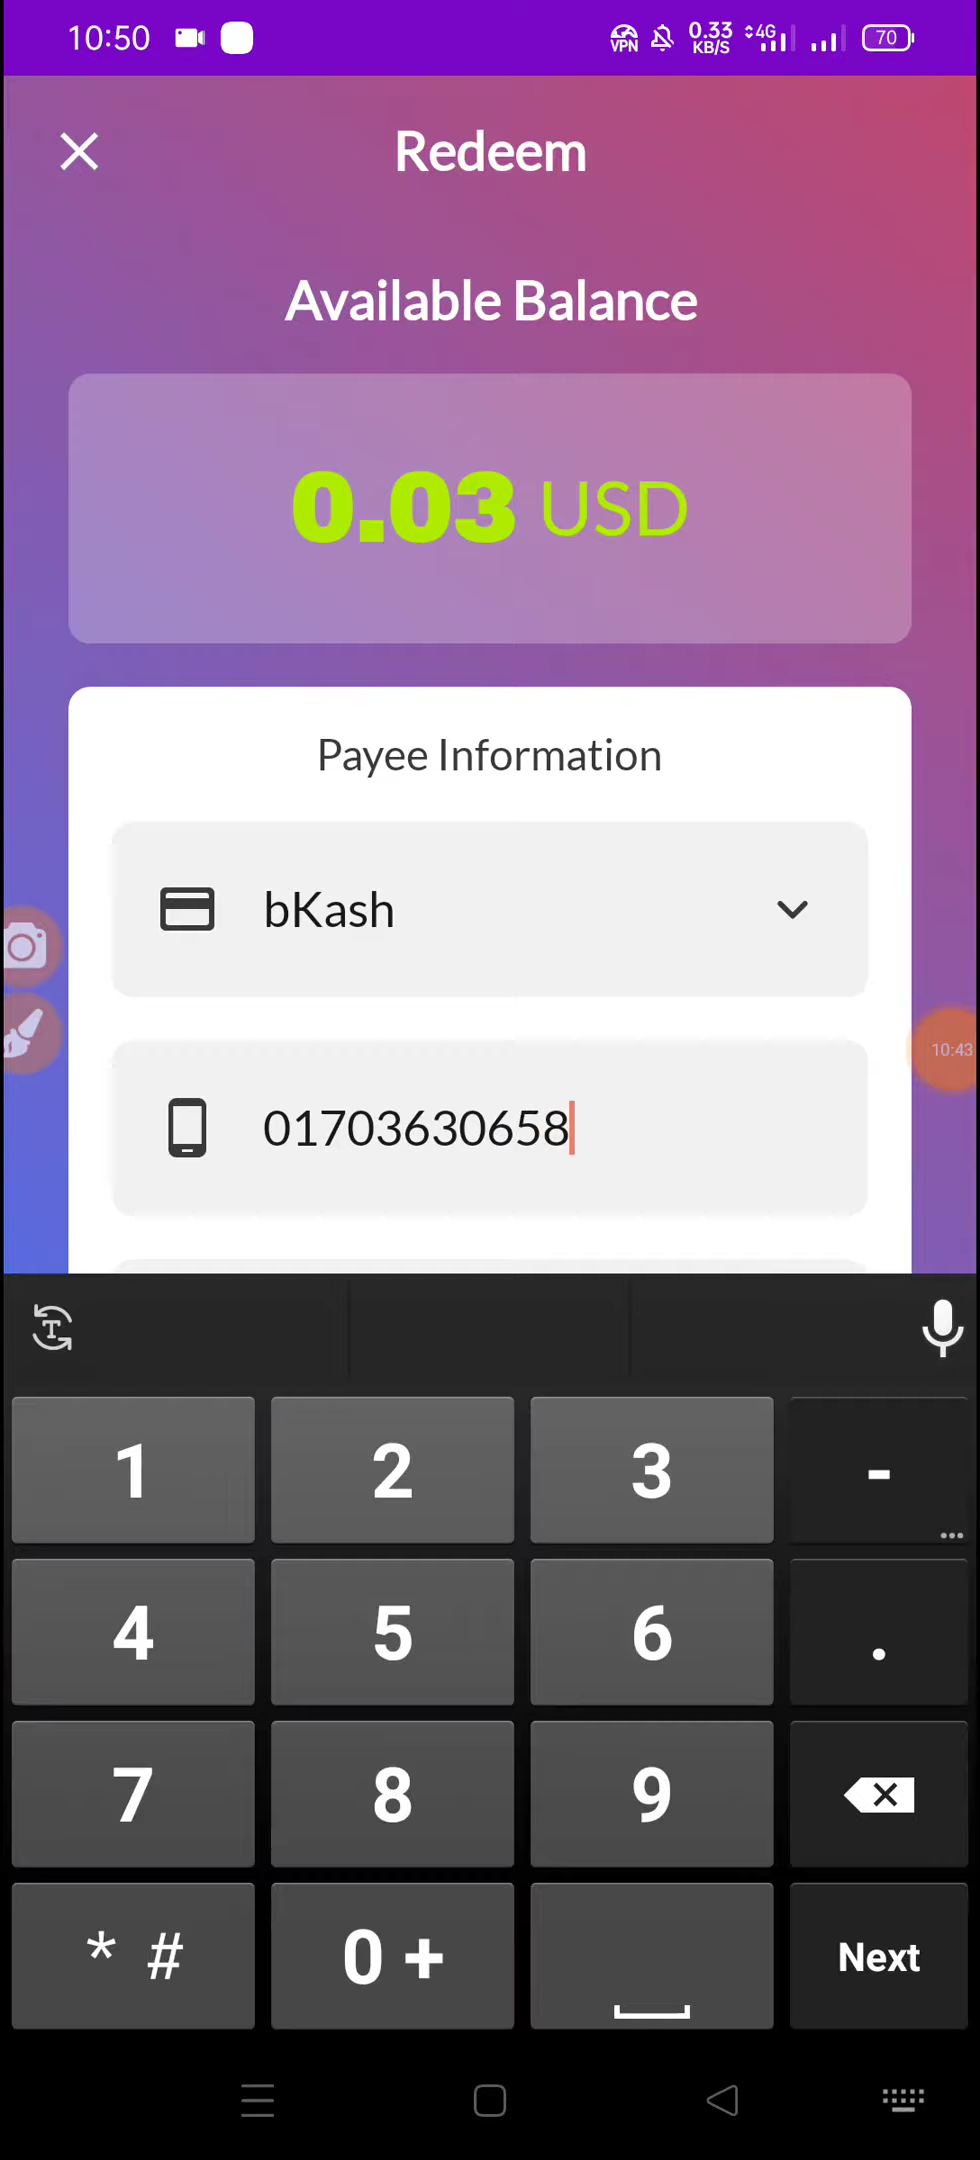 10:50
VPN
0.33
KB/S
4G
70
Redeem
Available Balance
0.03 USD
Payee Information
bKash
01703630658
10:43
T
1 2 3 -
...
4 5 6 .
7 8 9
* # 0 + Next